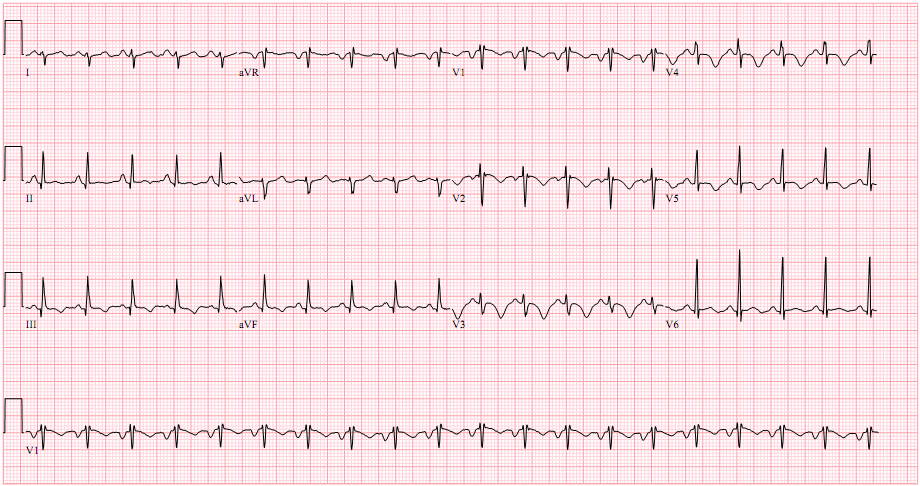 I aVR V1 V4
II aVL V2 V5
III aVF V3 V6
V1